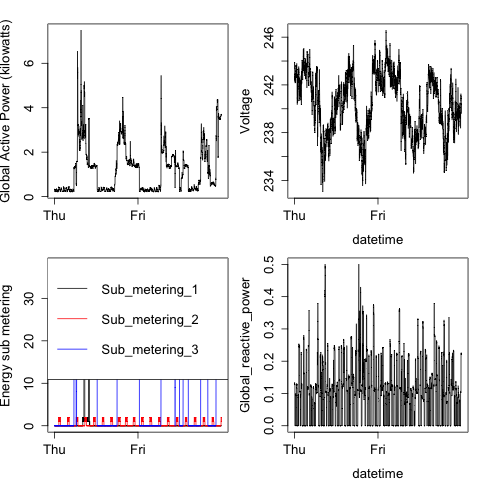 Global Active Power (kilowatts)
0
2
4
6
Thu
Fri
Voltage
234
238
242
246
Thu
Fri
datetime
Energy sub metering
0
10
20
30
Sub_metering_1
Sub_metering_2
Sub_metering_3
Thu
Fri
Global_reactive_power
0.0
0.1
0.2
0.3
0.4
0.5
Thu
Fri
datetime